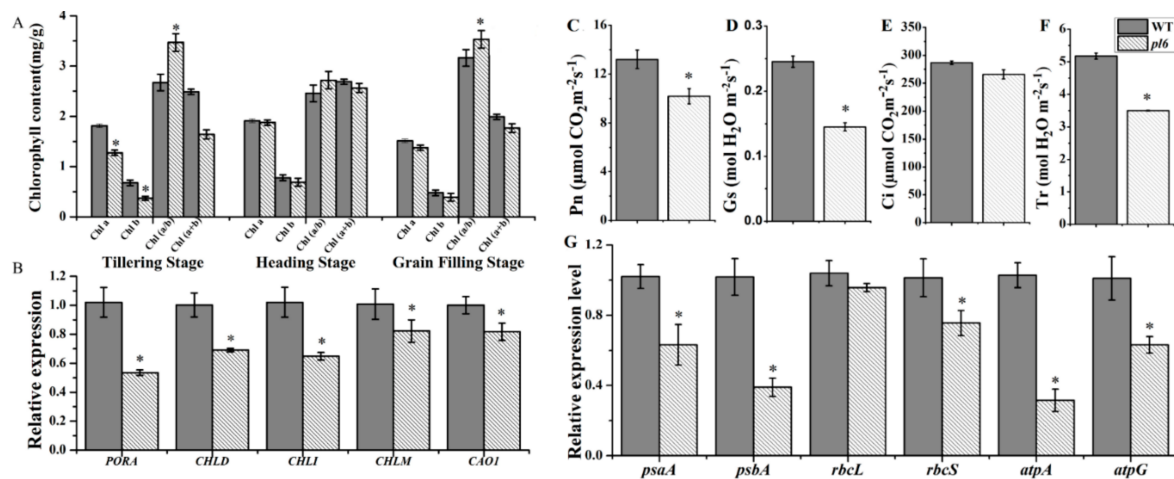 A
Chlorophyll content(mg/g)
4
3
2
1
0
*
*
*
*
Chl a
Chl b
Chl (a/b)
Chl (a+b)
Chl a
Chl b
Chl (a/b)
Chl (a+b)
Chl a
Chl b
Chl (a/b)
Chl (a+b)
Tillering Stage
Heading Stage
Grain Filling Stage
B
Relative expression
1.2
1.0
0.8
0.6
0.4
0.2
0.0
*
*
*
*
*
PORA
CHLD
CHLI
CHLM
CAO1
C
Pn (μmol CO2m-2s-1)
16
12
8
4
0
*
D
Gs (mol H2O m-2s-1)
0.3
0.2
0.1
0.0
*
E
Ci (μmol CO2m-2s-1)
350
300
250
200
150
100
50
0
F
Tr (mol H2O m-2s-1)
6
5
4
3
2
1
0
*
WT
pl6
G
Relative expression level
1.2
0.8
0.4
0.0
*
*
*
*
*
psaA
psbA
rbcL
rbcS
atpA
atpG